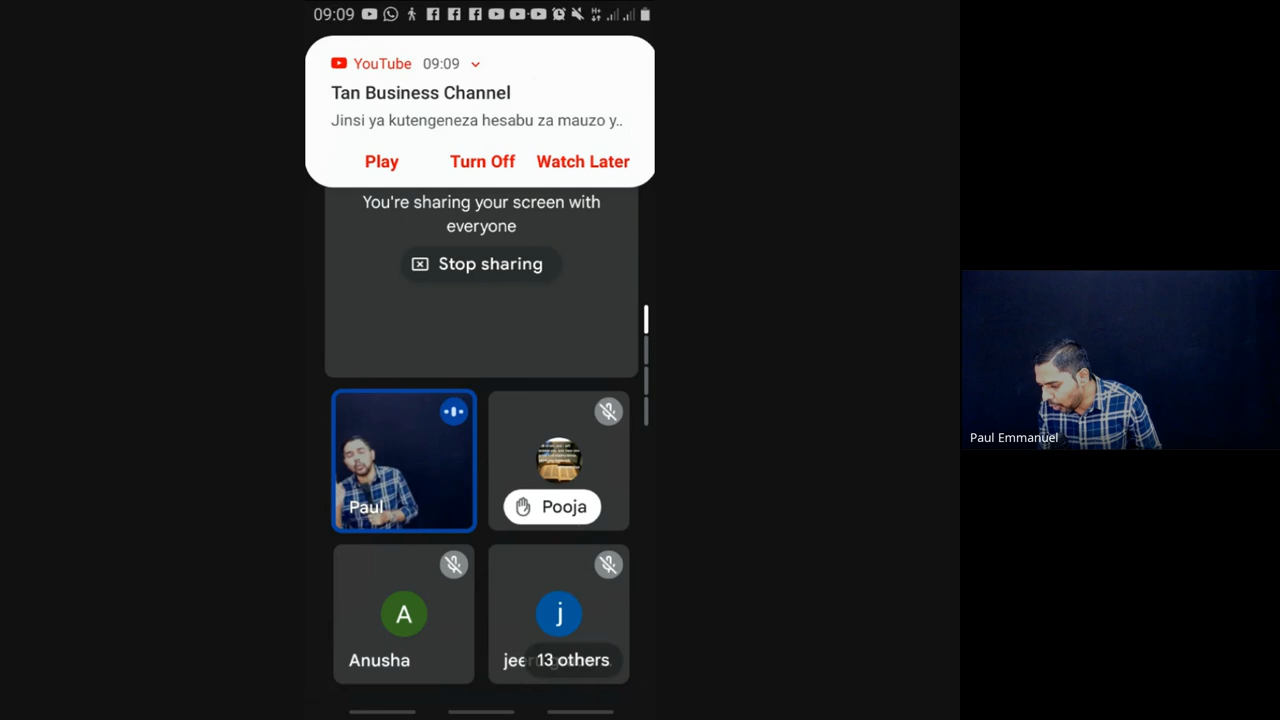 09:09
YouTube 09:09
Tan Business Channel
Jinsi ya kutengeneza hesabu za mauzo y..
Play Turn Off Watch Later
You're sharing your screen with
everyone
Stop sharing
Paul
Pooja
Paul Emmanuel
A
j
Anusha
13 others